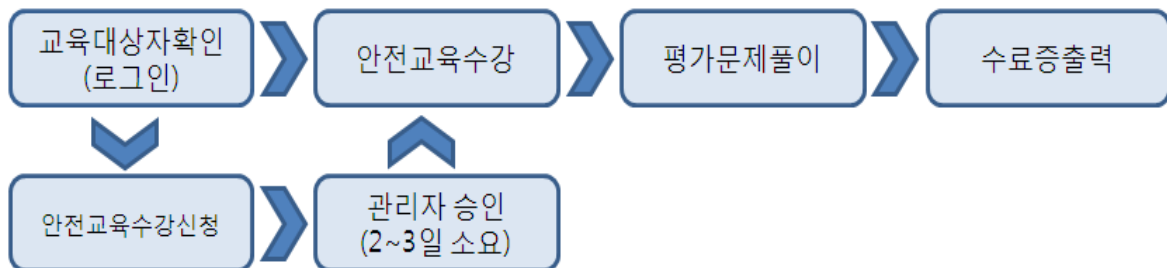 교육대상자확인
(로그인)
안전교육수강
평가문제풀이
수료증출력
안전교육수강신청
관리자 승인
(2~3일 소요)